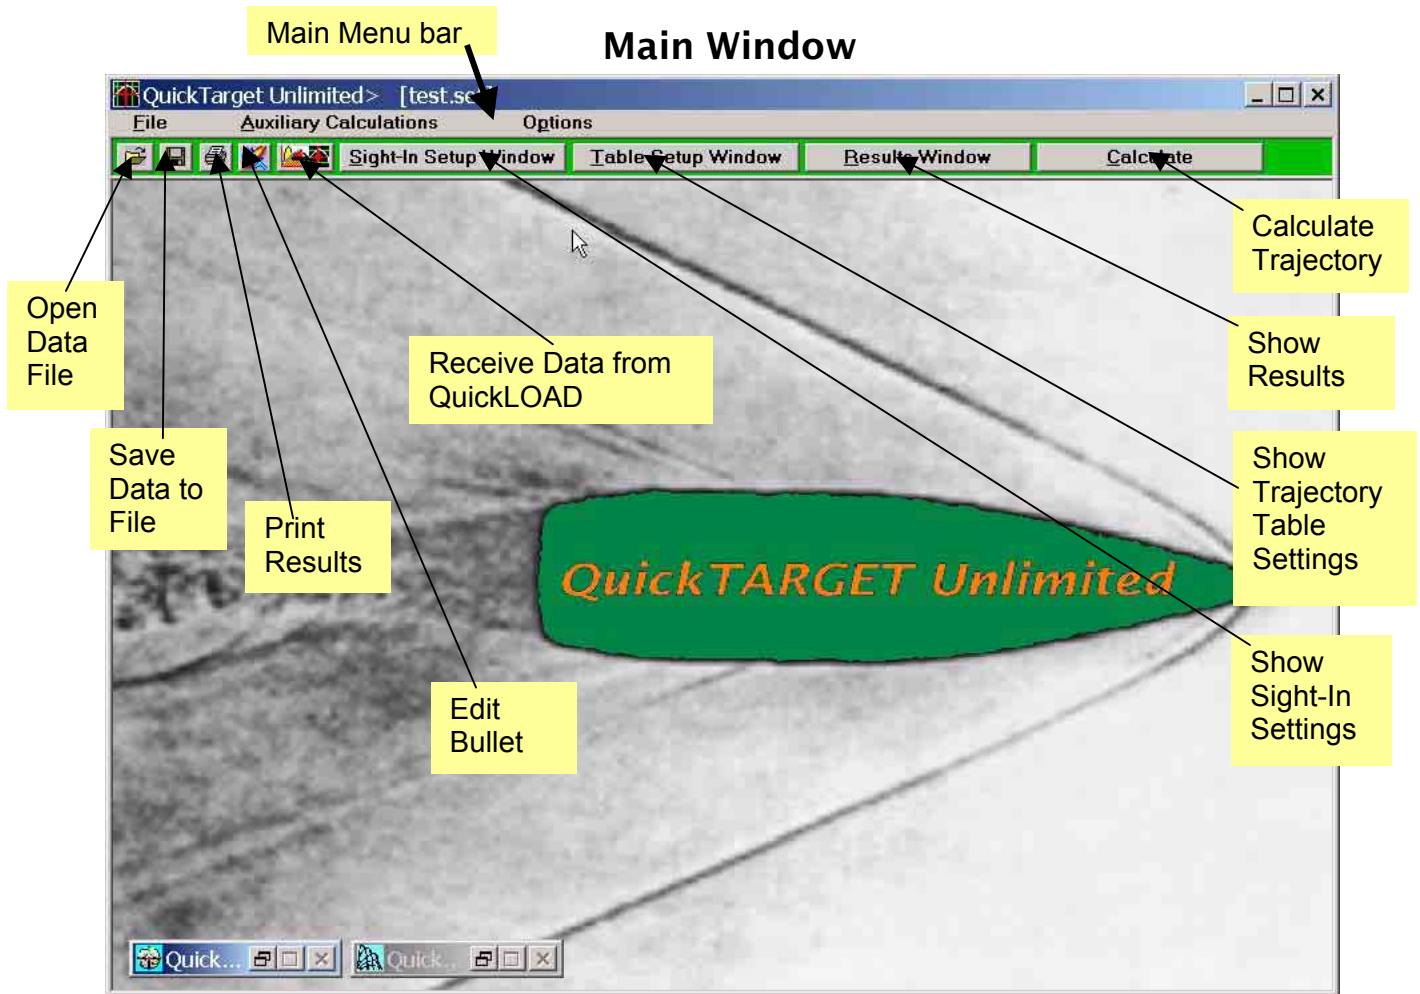 Main Menu bar
Main Window
QuickTarget Unlimited> [test.se
File Auxiliary Calculations Options
Sight-In Setup Window Table Setup Window Results Window Calculate
Calculate
Trajectory
Open
Data
File
Receive Data from
QuickLOAD
Show
Results
Save
Data to
File
Print
Results
Show
Trajectory
Table
Settings
QuickTARGET Unlimited
Edit
Bullet
Show
Sight-In
Settings
Quick...
Quick..